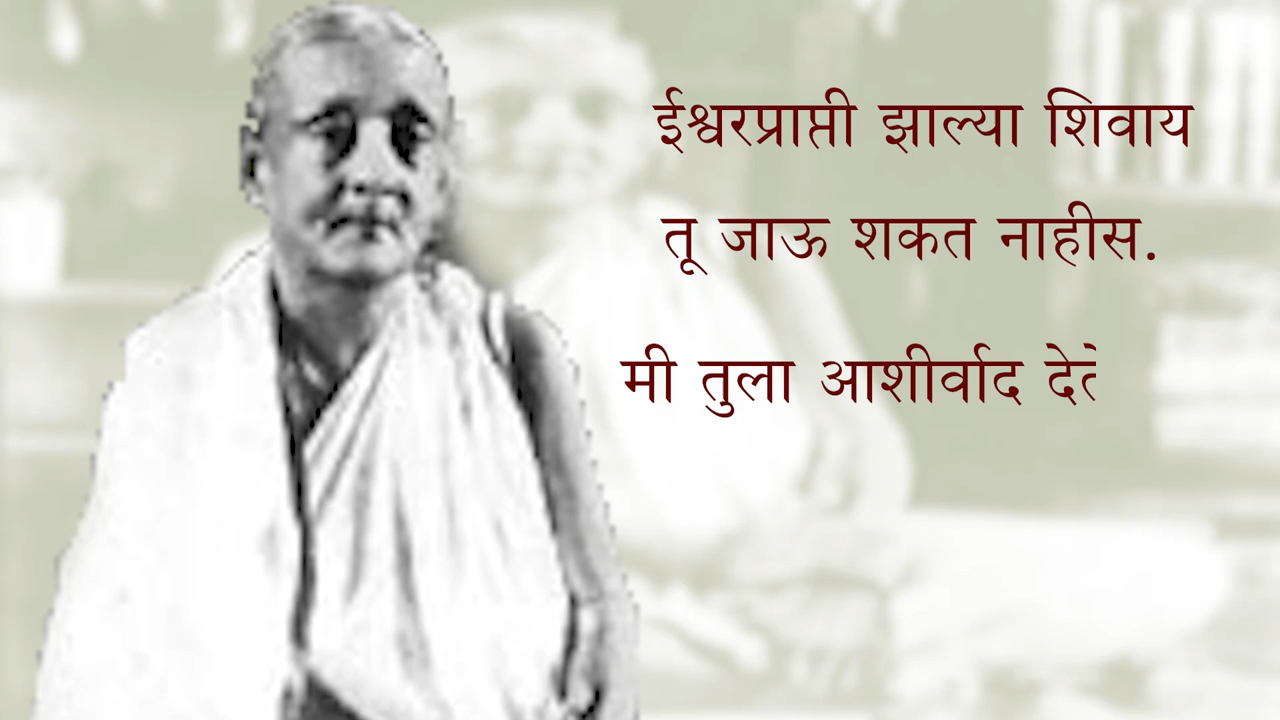 ईश्वरप्राप्ती झाल्या शिवाय
तू जाऊ शकत नाहीस.
मी तुला आशीर्वाद